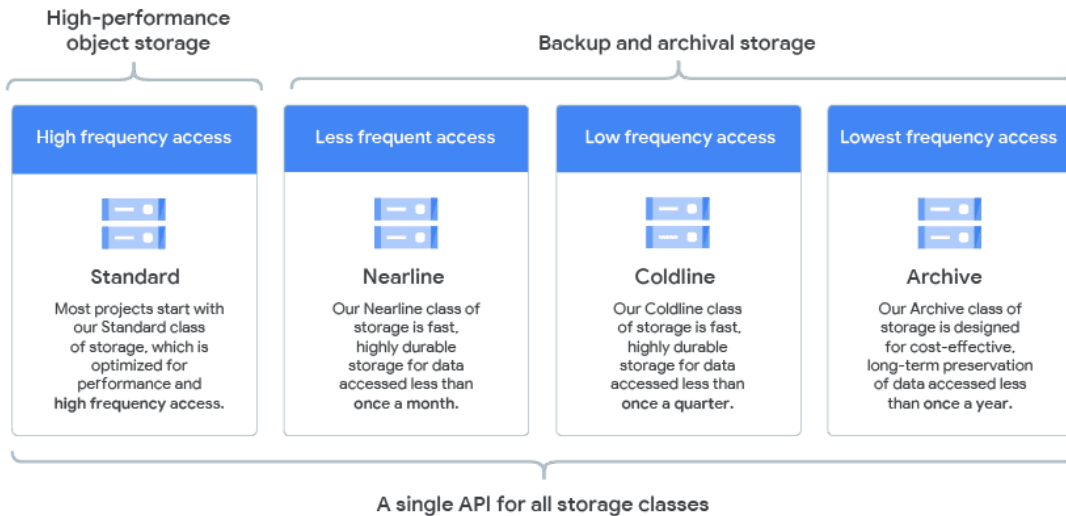 High-performance
object storage
Backup and archival storage
High frequency access
Standard
Most projects start with
our Standard class
of storage, which is
optimized for
performance and
high frequency access.
Less frequent access
Nearline
Our Nearline class of
storage is fast,
highly durable
storage for data
accessed less than
once a month.
Low frequency access
Coldline
Our Coldline class
of storage is fast,
highly durable
storage for data
accessed less than
once a quarter.
Lowest frequency access
Archive
Our Archive class of
storage is designed
for cost-effective,
long-term preservation
of data accessed less
than once a year.
A single API for all storage classes